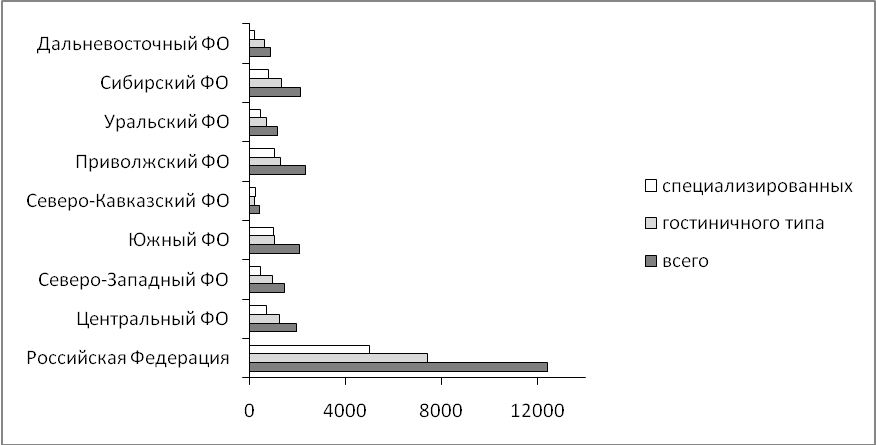 Дальневосточный ФО
Сибирский ФО
Уральский ФО
Приволжский ФО
Северо-Кавказский ФО
Южный ФО
Северо-Западный ФО
Центральный ФО
Российская Федерация
0 4000 8000 12000
специализированных
гостиничного типа
всего